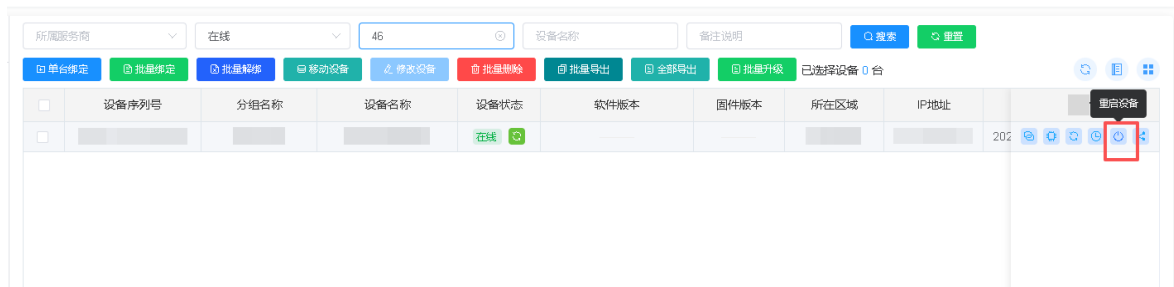 所属服务商 在线 46 设备名称 备注说明 搜索 重置
单台绑定 批量绑定 批量解绑 移动设备 修改设备 批量删除 批量导出 全部导出 批量升级 已选择设备 0 台
设备序列号 分组名称 设备名称 设备状态 软件版本 固件版本 所在区域 IP地址 重启设备
在线 202